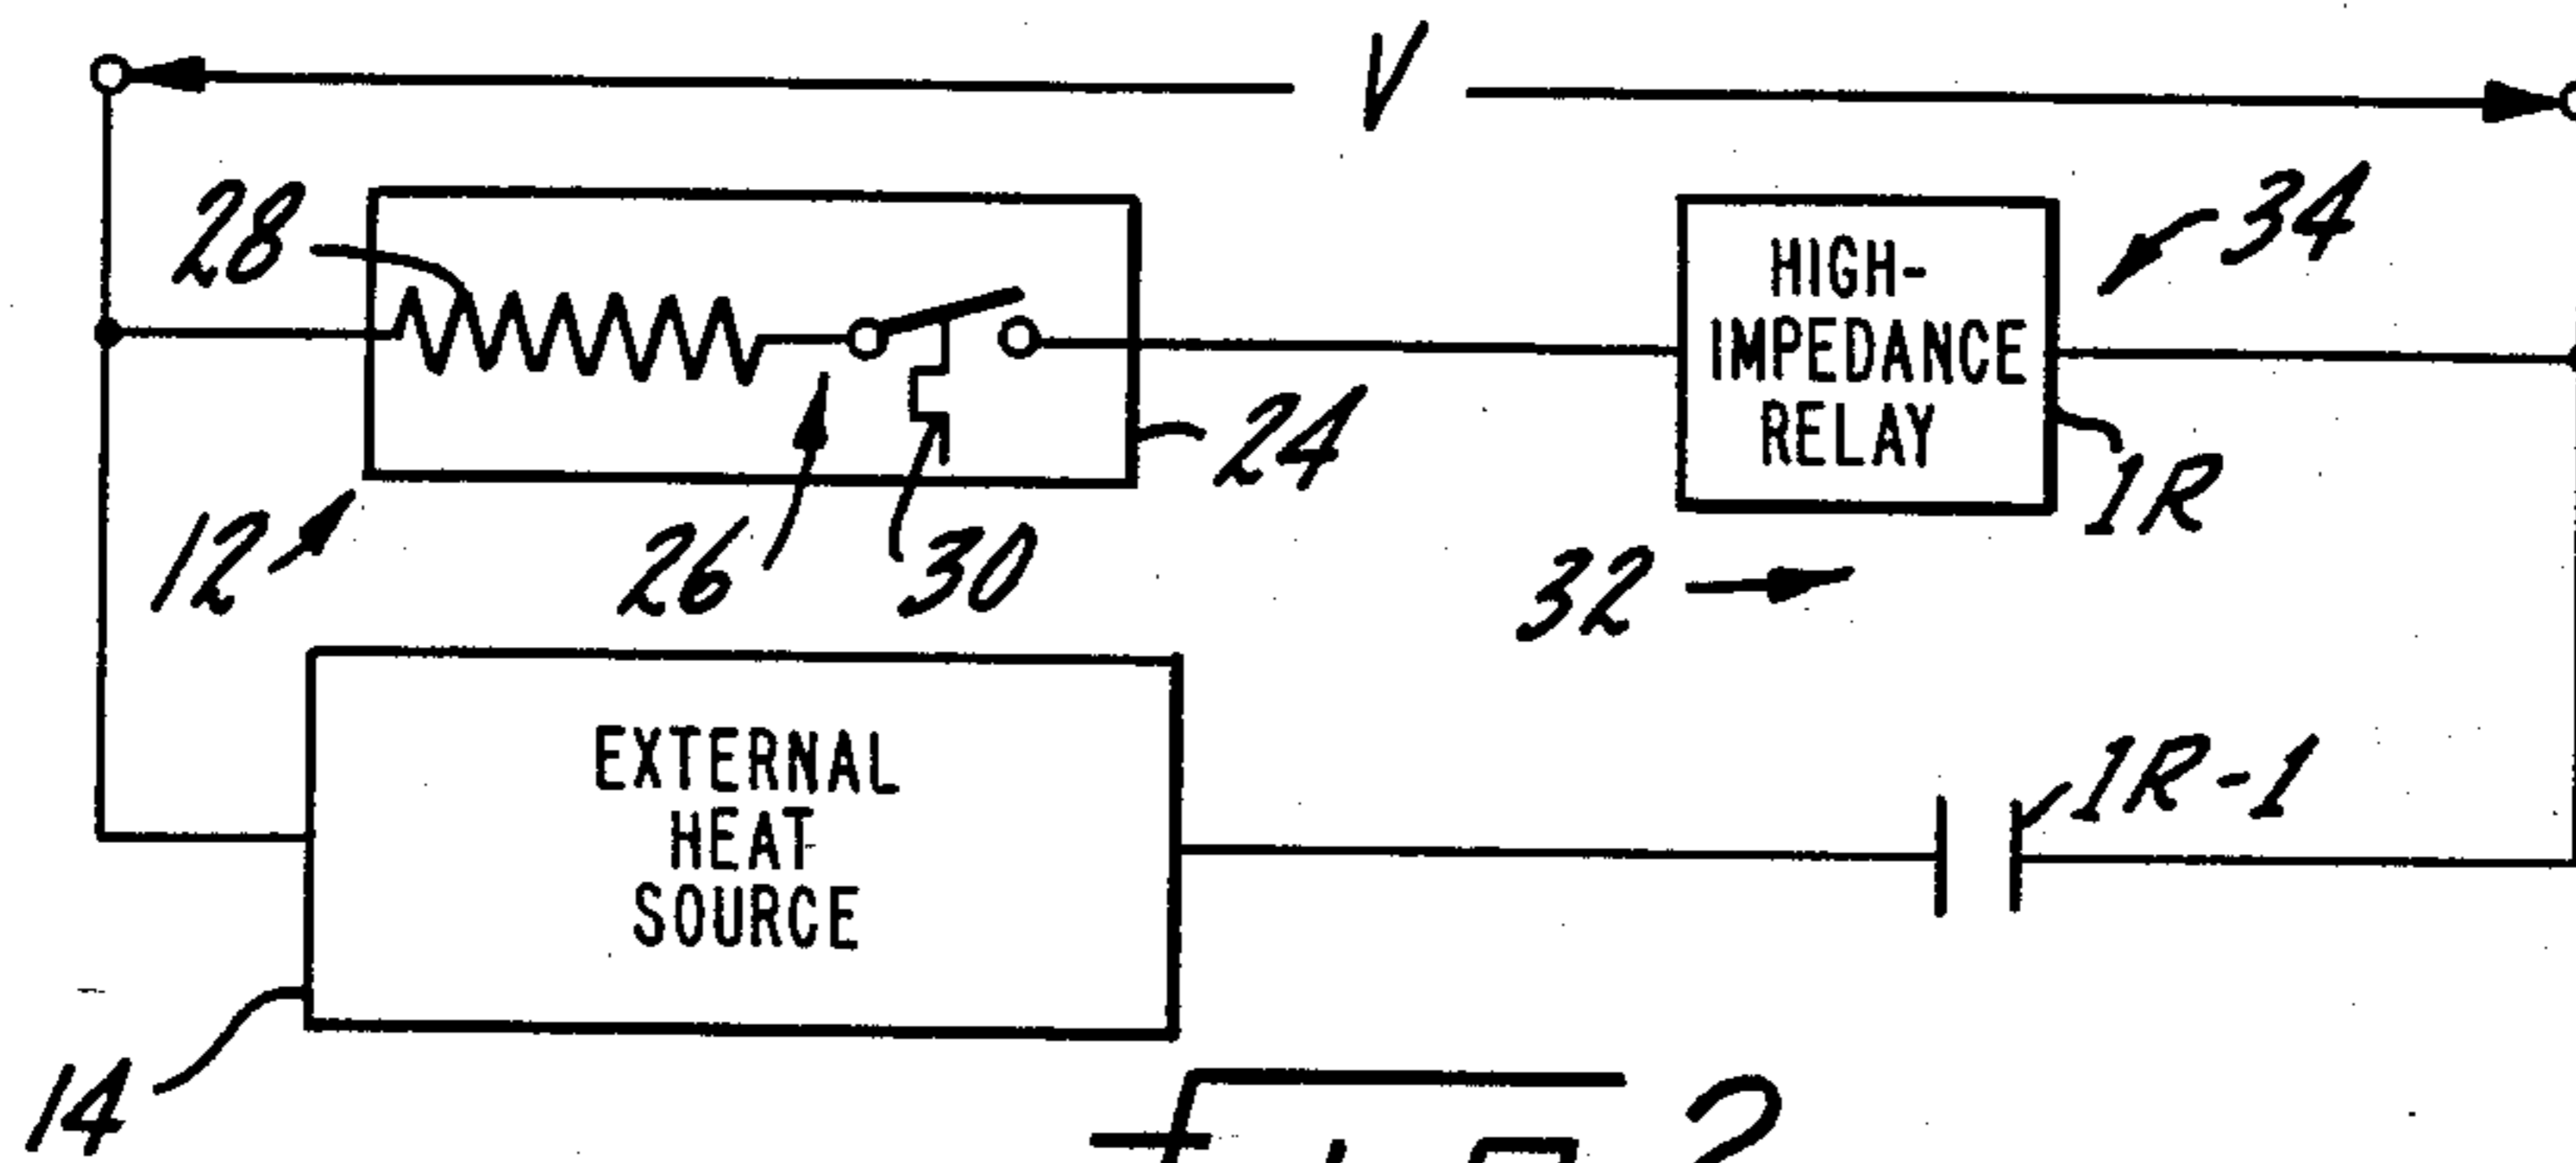 V
28
34
HIGH-
IMPEDANCE
RELAY
24
1R
12
26
30
32
EXTERNAL
HEAT
SOURCE
1R-1
14